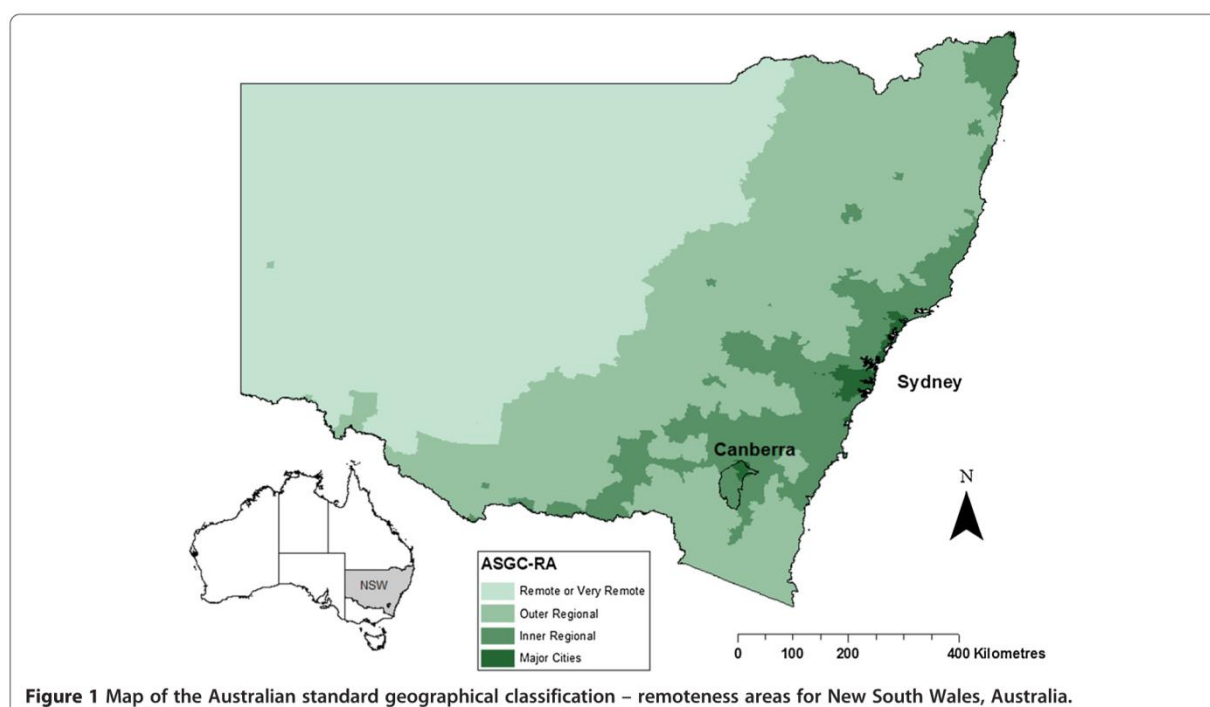 Sydney
Canberra
N
NSW
ASGC-RA
Remote or Very Remote
Outer Regional
Inner Regional
Major Cities
0 100 200 400 Kilometres
Figure 1 Map of the Australian standard geographical classification – remoteness areas for New South Wales, Australia.